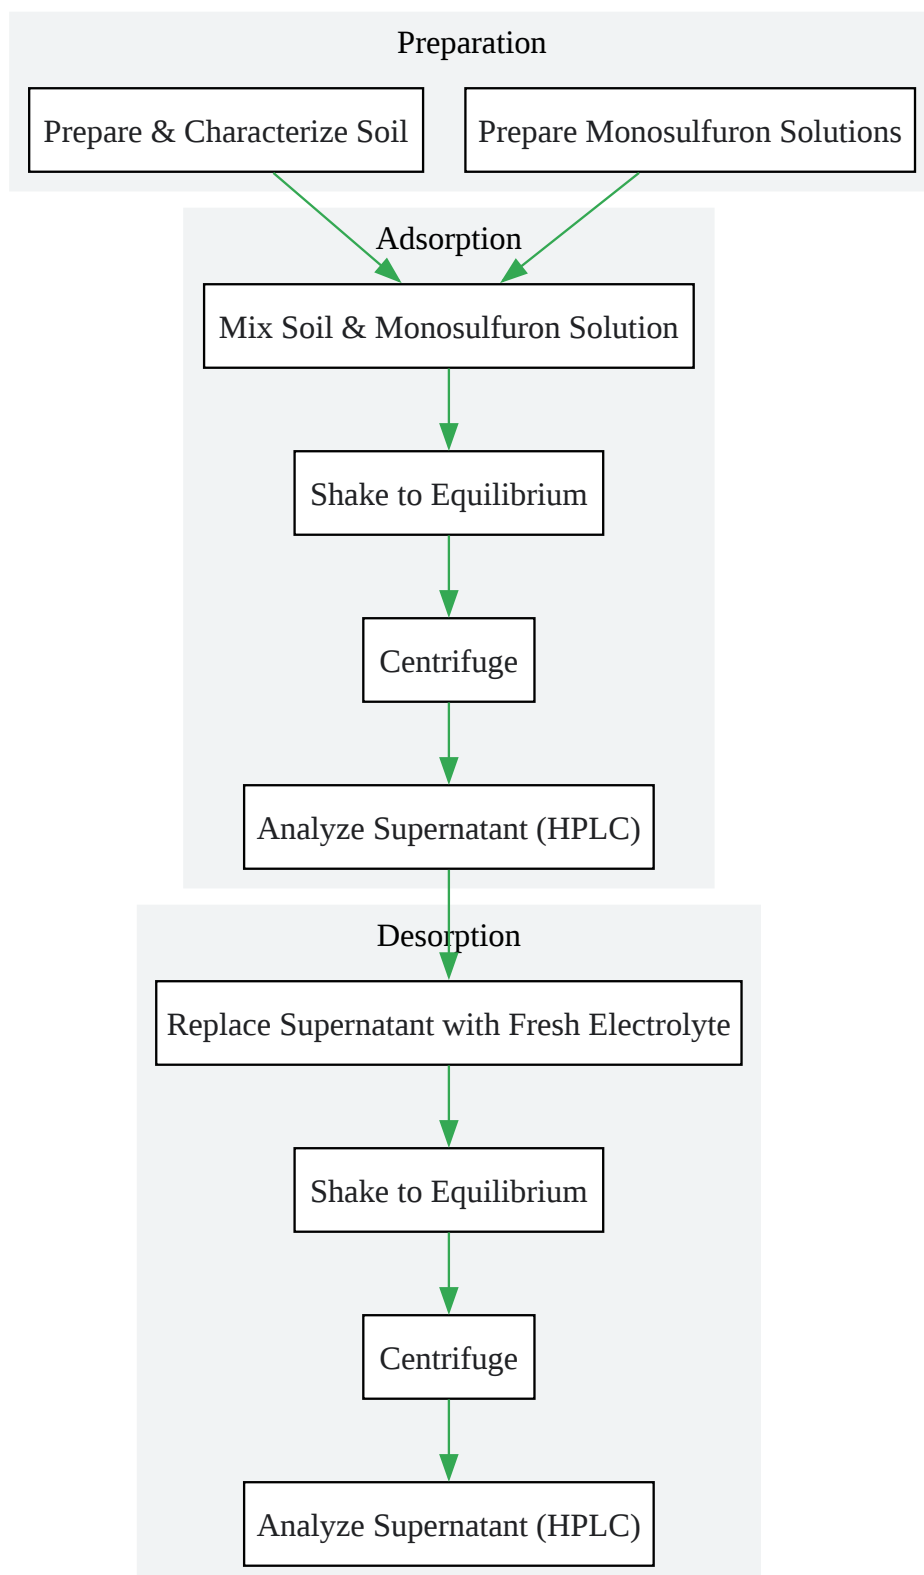 Preparation
Prepare & Characterize Soil
Prepare Monosulfuron Solutions
Adsorption
Mix Soil & Monosulfuron Solution
Shake to Equilibrium
Centrifuge
Analyze Supernatant (HPLC)
Desorption
Replace Supernatant with Fresh Electrolyte
Shake to Equilibrium
Centrifuge
Analyze Supernatant (HPLC)